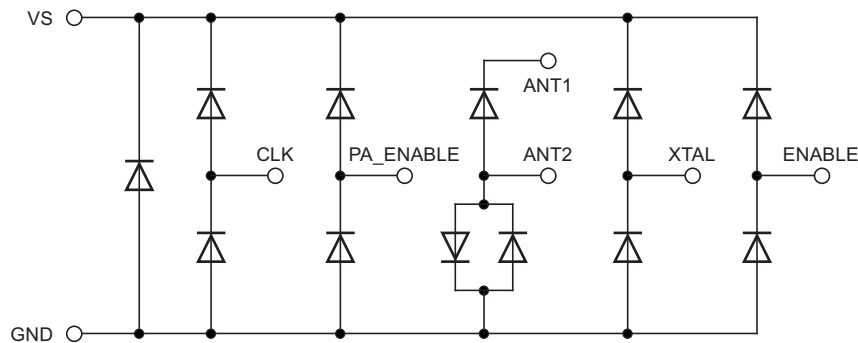 VS
ANT1
CLK
PA_ENABLE
ANT2
XTAL
ENABLE
GND